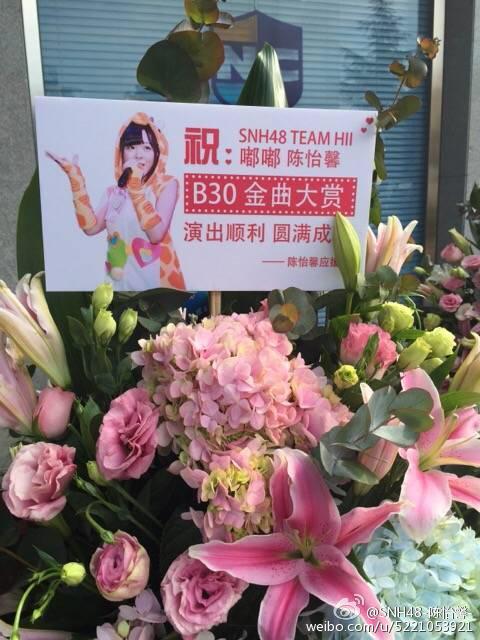 祝:
SNH48 TEAM HII
嘟嘟 陈怡馨
B30 金曲大赏
演出顺利 圆满成
——陈怡馨应
@SNH48-陈怡馨
weibo.com/u/5221053921